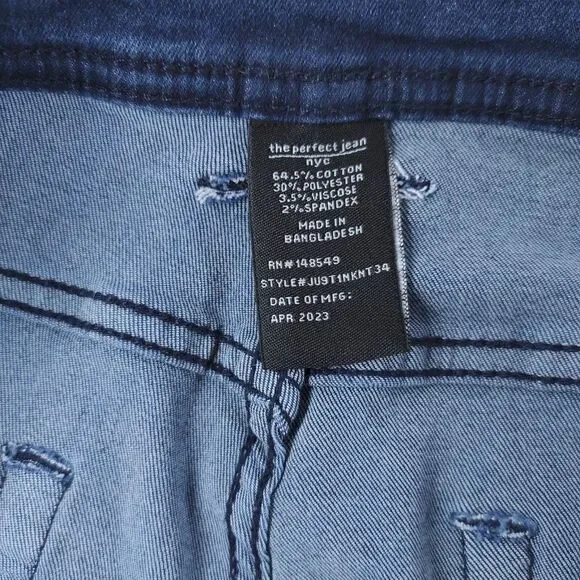 the perfect jean
nyc
64.5% COTTON
30% POLYESTER
3.5% VISCOSE
2% SPANDEX
MADE IN
BANGLADESH
RN# 148549
STYLE# JU9T1NKNT34
DATE OF MFG:
APR 2023